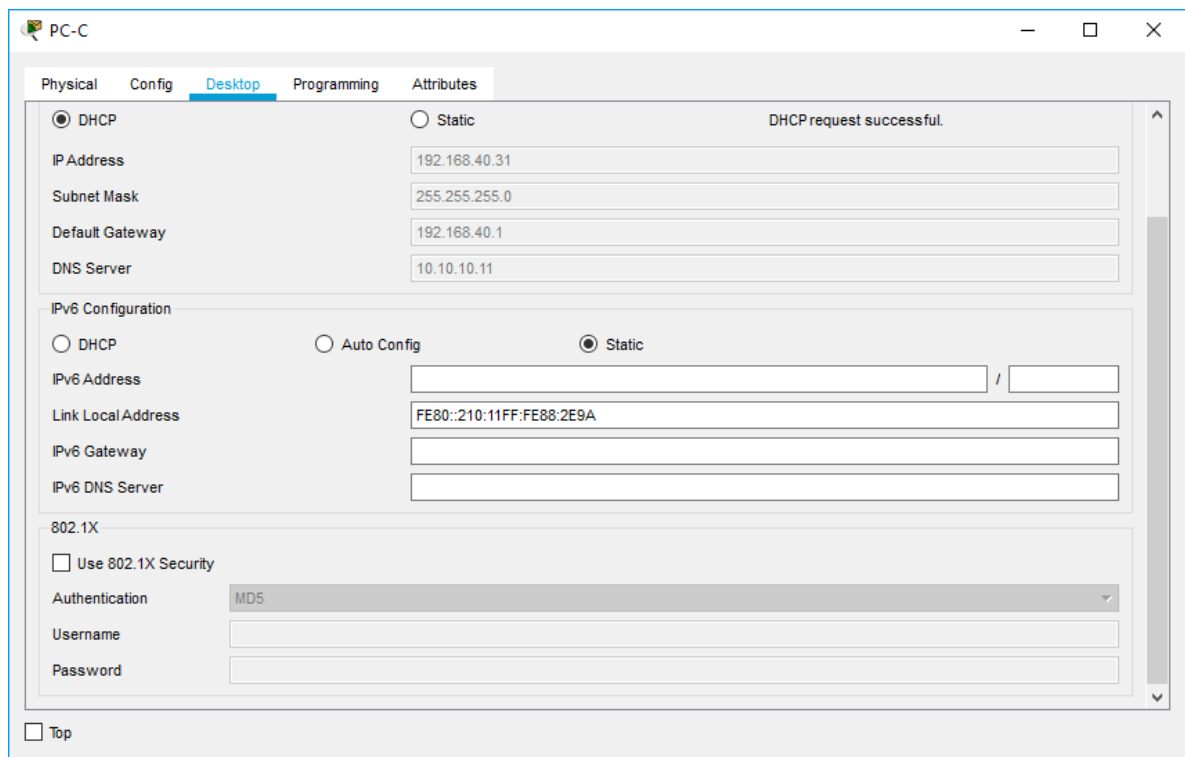 PC-C
Physical Config Desktop Programming Attributes
DHCP Static DHCP request successful.
IP Address 192.168.40.31
Subnet Mask 255.255.255.0
Default Gateway 192.168.40.1
DNS Server 10.10.10.11
IPv6 Configuration
DHCP Auto Config Static
IPv6 Address /
Link Local Address FE80::210:11FF:FE88:2E9A
IPv6 Gateway
IPv6 DNS Server
802.1X
Use 802.1X Security
Authentication MD5
Username
Password
Top